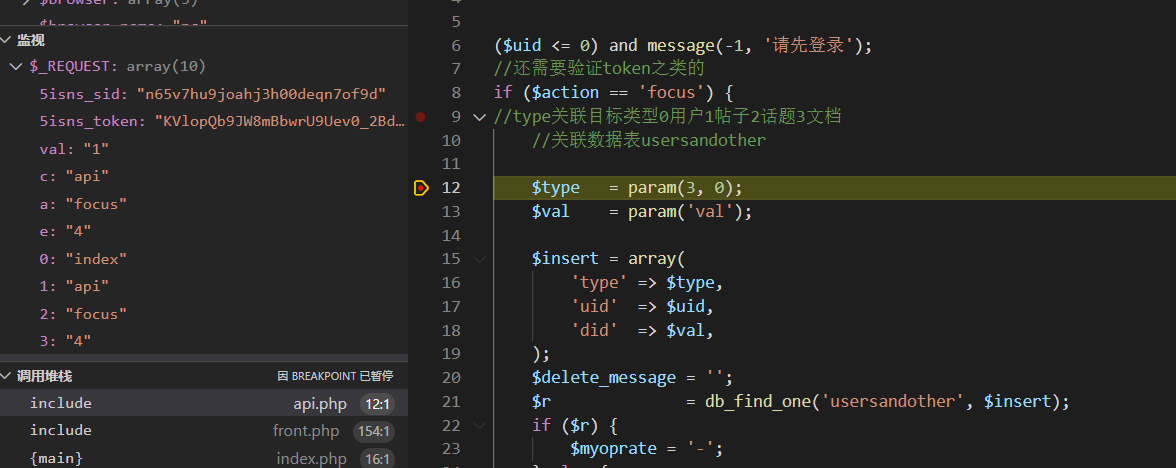 $browser: array(5)
$browser_name: "pc"
监视
$_REQUEST: array(10)
5isns_sid: "n65v7hu9joahj3h00deqn7of9d"
5isns_token: "KVlopQb9JW8mBbwrU9Uev0_2Bd…
val: "1"
c: "api"
a: "focus"
e: "4"
0: "index"
1: "api"
2: "focus"
3: "4"
调用堆栈 因 BREAKPOINT 已暂停
include api.php 12:1
include front.php 154:1
{main} index.php 16:1
4
5
6 ($uid <= 0) and message(-1, '请先登录');
7 //还需要验证token之类的
8 if ($action == 'focus') {
9 //type关联目标类型0用户1帖子2话题3文档
10 //关联数据表usersandother
11
12 $type = param(3, 0);
13 $val = param('val');
14
15 $insert = array(
16 'type' => $type,
17 'uid' => $uid,
18 'did' => $val,
19 );
20 $delete_message = '';
21 $r = db_find_one('usersandother', $insert);
22 if ($r) {
23 $myoprate = '-';